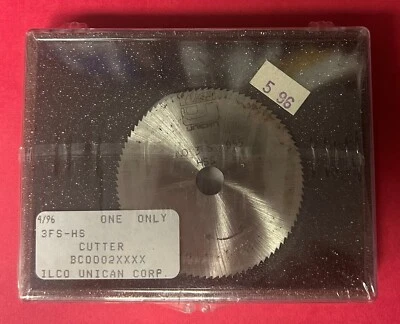 5 96
4/96 ONE ONLY
3FS-HS
CUTTER
BC0002XXXX
ILCO UNICAN CORP.